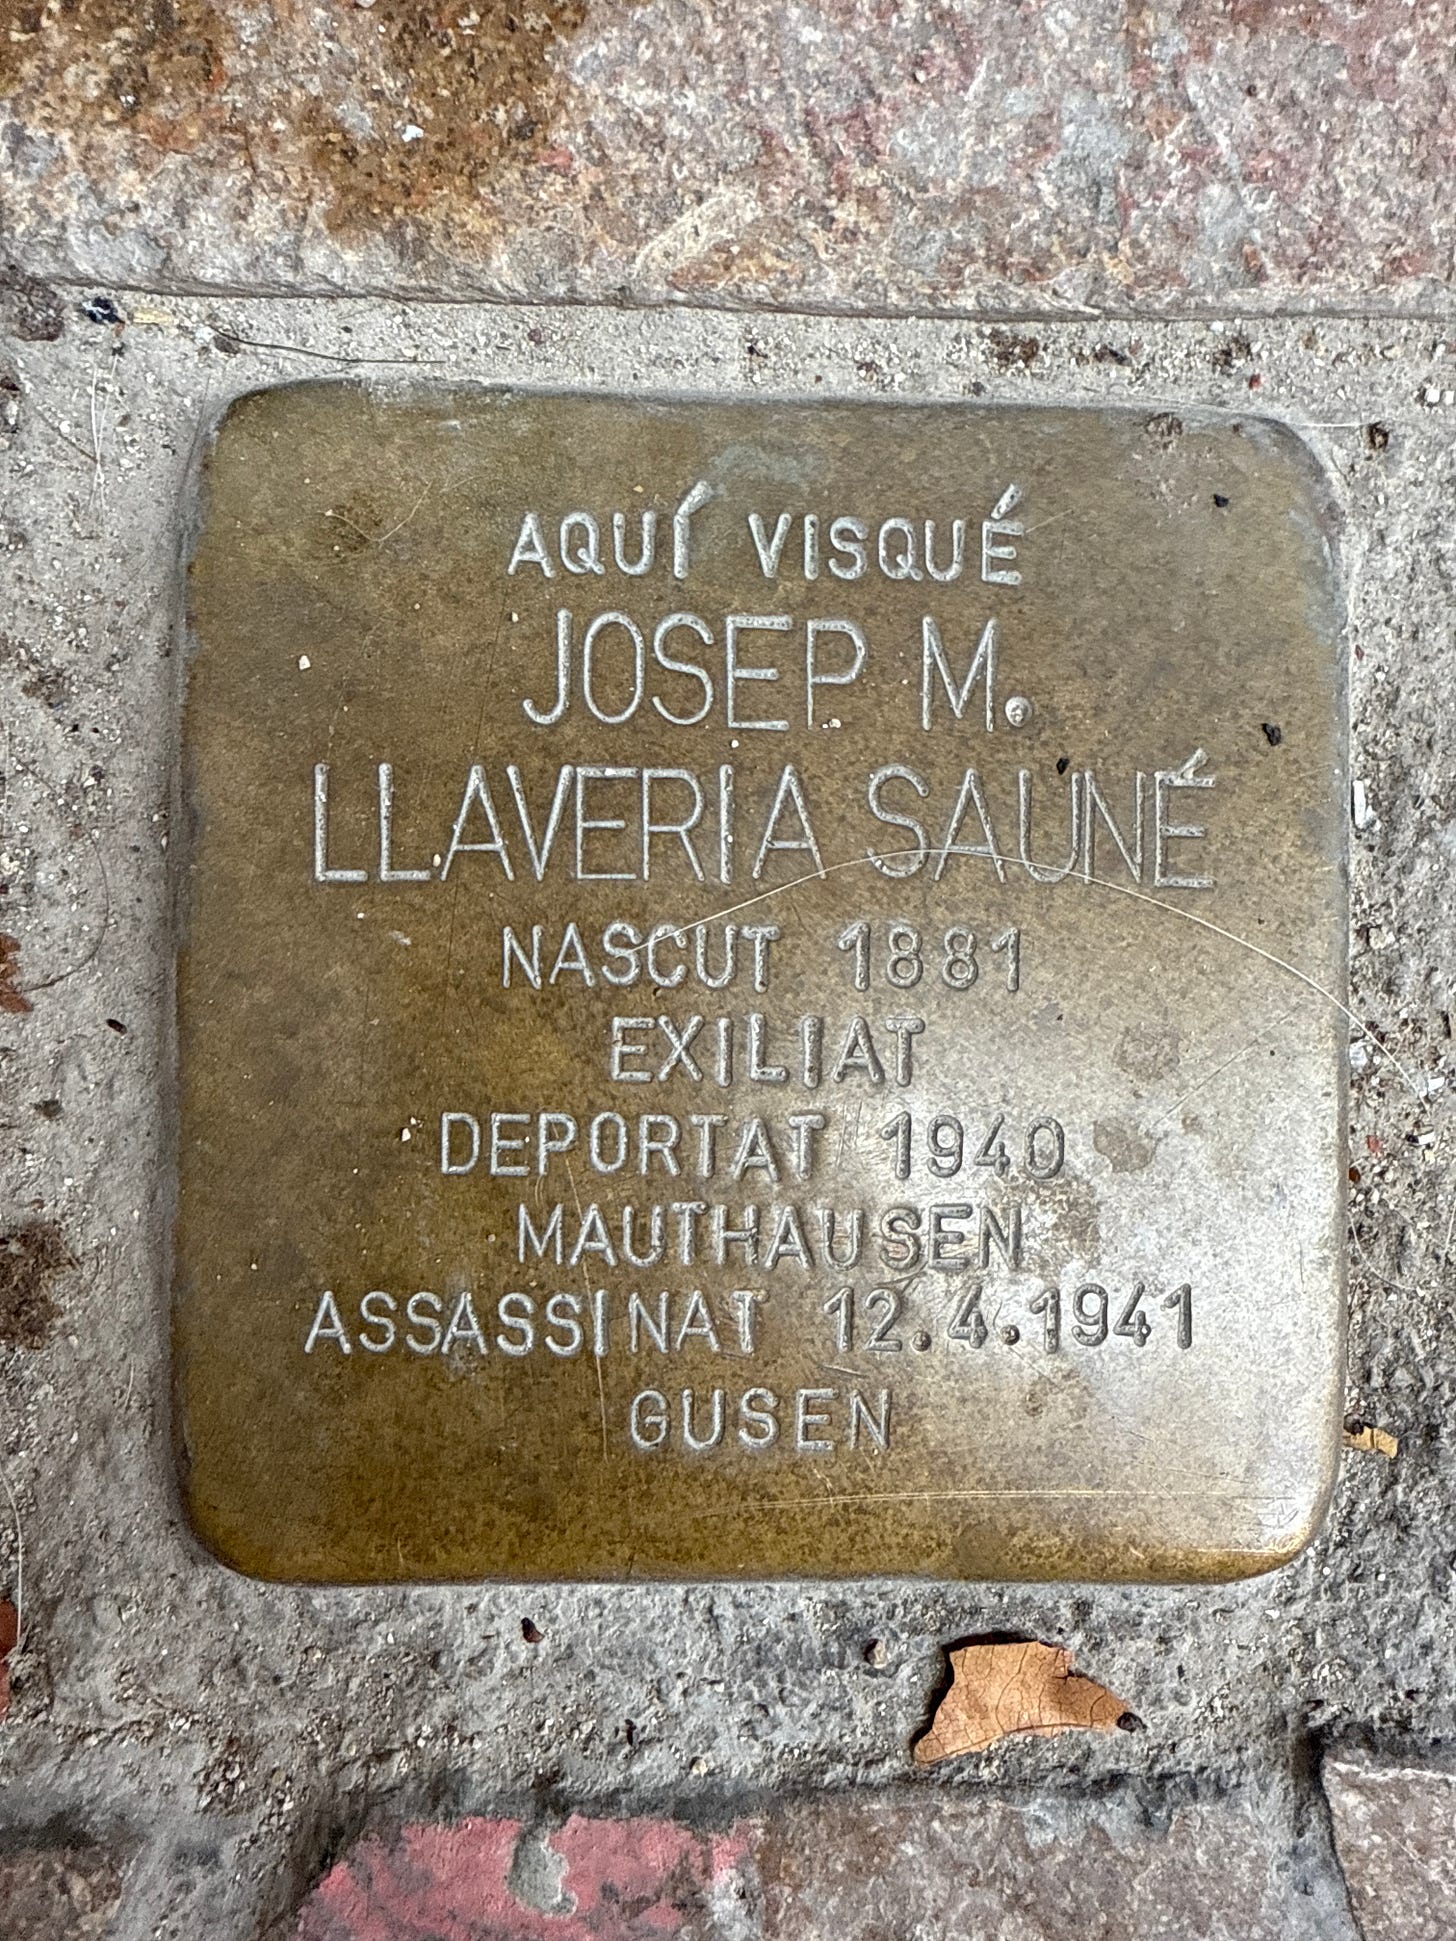 AQUÍ VISQUÉ
JOSEP M.
LLAVERIA SAUNÉ
NASCUT 1881
EXILIAT
DEPORTAT 1940
MAUTHAUSEN
ASSASSINAT 12.4.1941
GUSEN